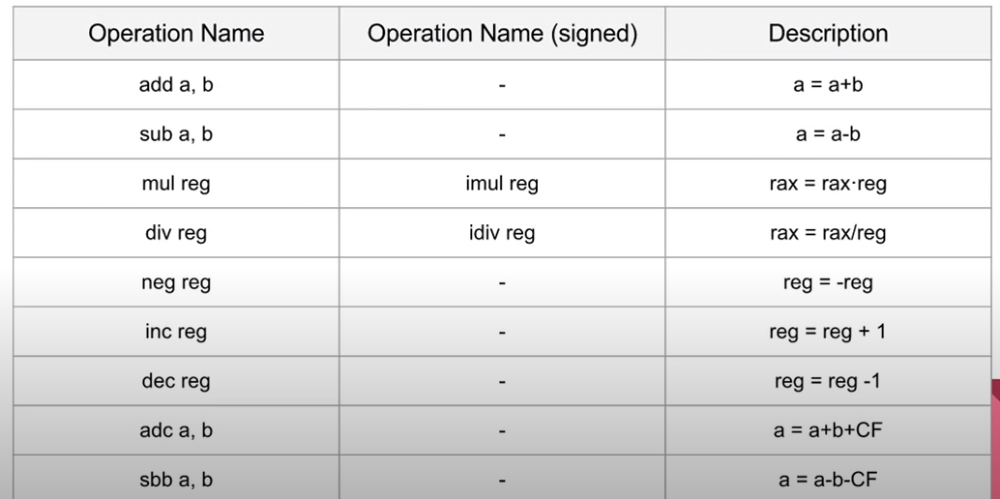 Operation Name Operation Name (signed) Description
add a, b - a = a+b
sub a, b - a = a-b
mul reg imul reg rax = rax·reg
div reg idiv reg rax = rax/reg
neg reg - reg = -reg
inc reg - reg = reg + 1
dec reg - reg = reg -1
adc a, b - a = a+b+CF
sbb a, b - a = a-b-CF